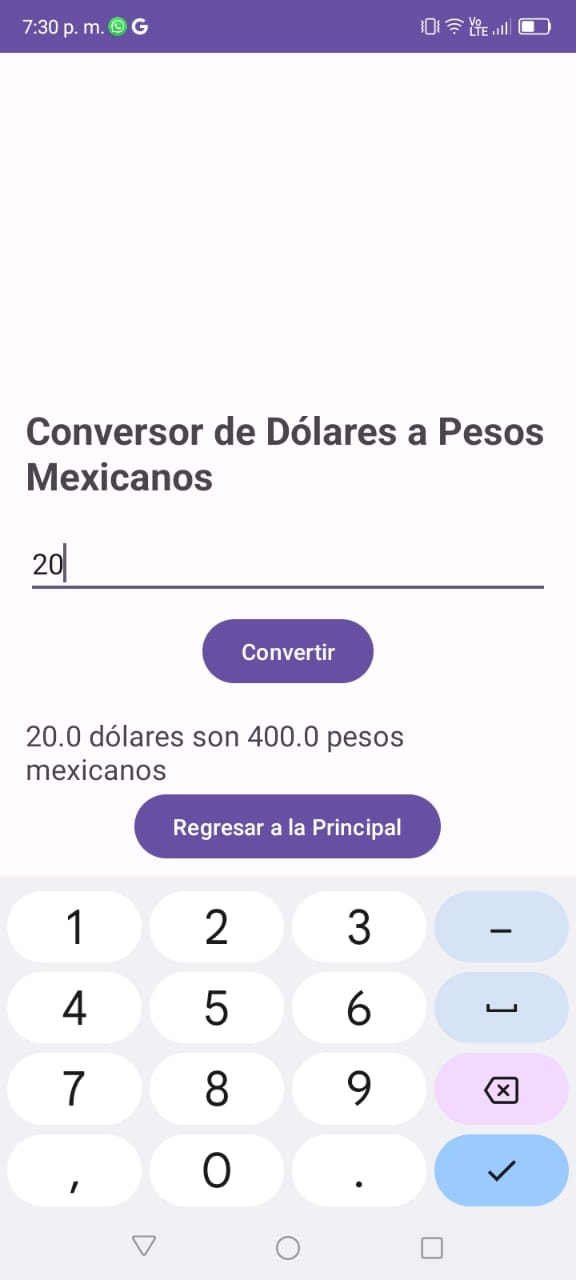 7:30 p. m. G
Vo
LTE
Conversor de Dólares a Pesos
Mexicanos
20
Convertir
20.0 dólares son 400.0 pesos
mexicanos
Regresar a la Principal
1 2 3 –
4 5 6
7 8 9
, 0 .